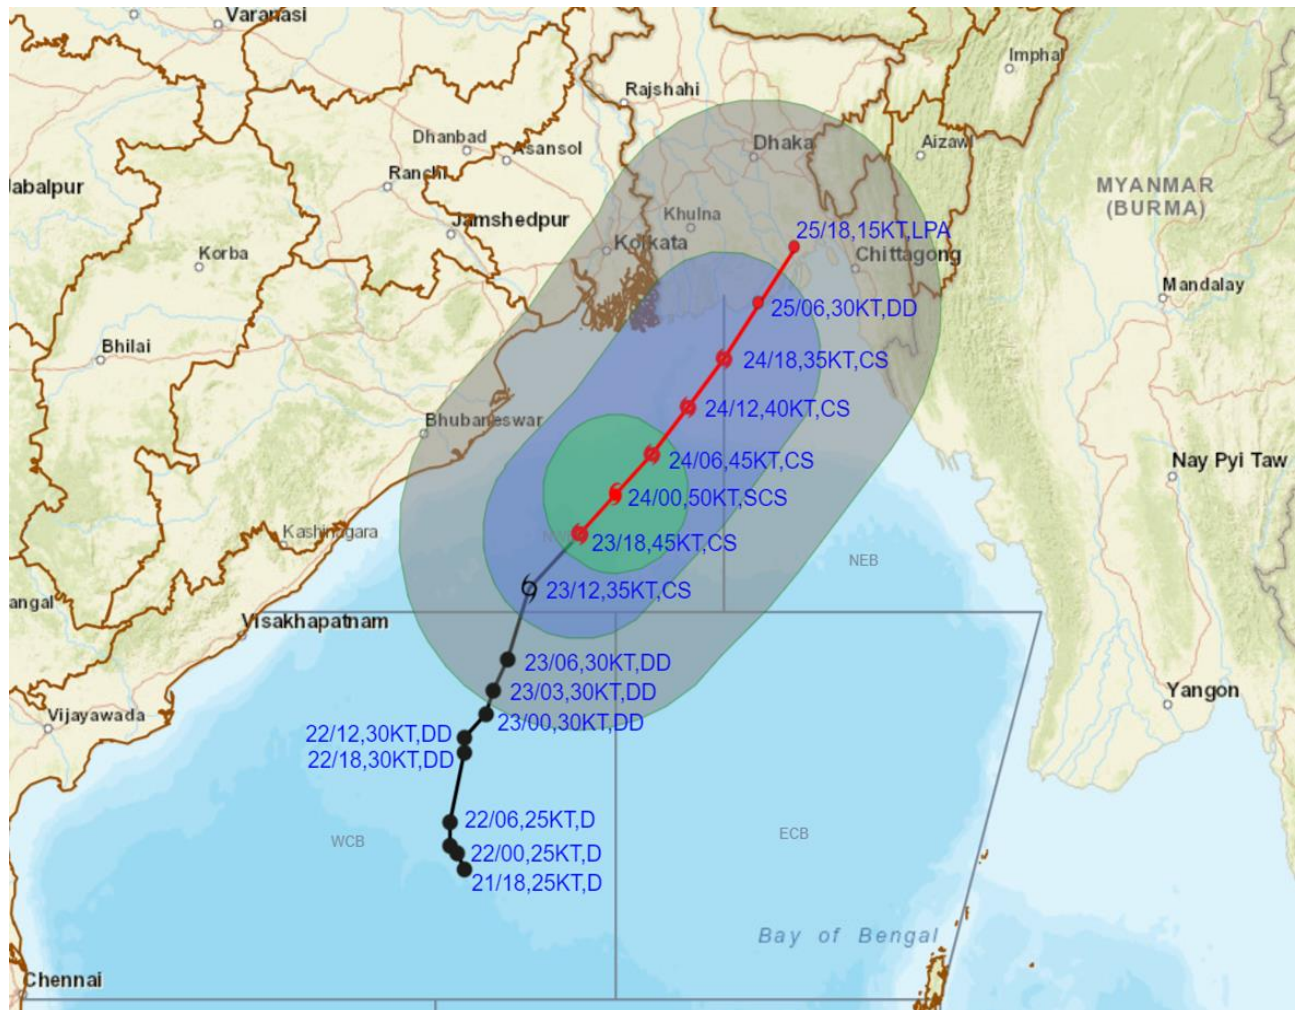 Varanasi
Imphal
Rajshahi
Dhanbad
Asansol
Dhaka
Aizawl
Ranchi
Jabalpur
MYANMAR
(BURMA)
Jamshedpur
Khulna
25/18,15KT,LPA
Kolkata
Korba
Chittagong
Mandalay
25/06,30KT,DD
Bhilai
24/18,35KT,CS
24/12,40KT,CS
Bhubaneswar
24/06,45KT,CS
Nay Pyi Taw
24/00,50KT,SCS
Kashinagara
23/18,45KT,CS
NEB
23/12,35KT,CS
angal
Visakhapatnam
23/06,30KT,DD
23/03,30KT,DD
Yangon
Vijayawada
23/00,30KT,DD
22/12,30KT,DD
22/18,30KT,DD
22/06,25KT,D
WCB
ECB
22/00,25KT,D
21/18,25KT,D
Bay of Bengal
Chennai